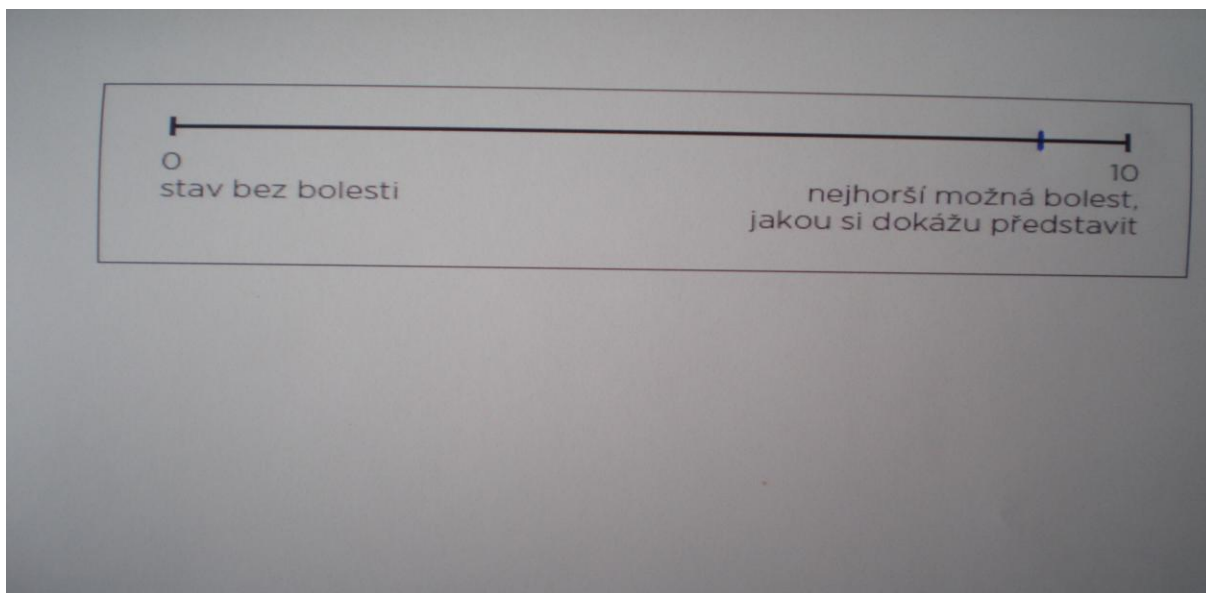 0
stav bez bolesti
10
nejhorší možná bolest,
jakou si dokážu představit